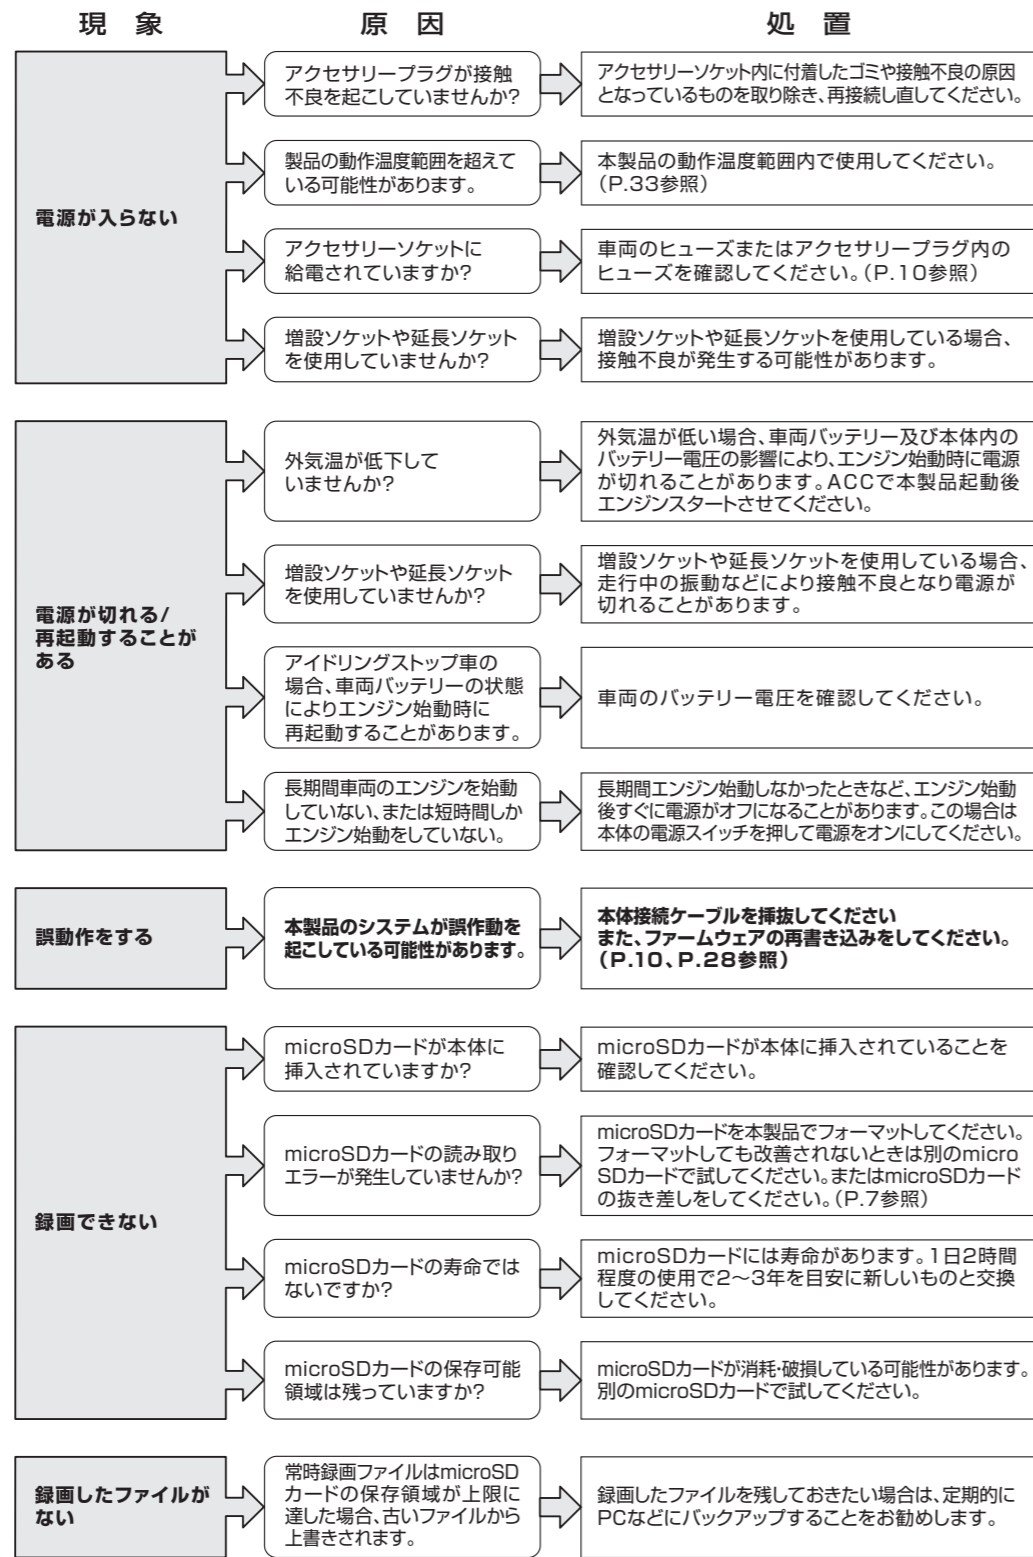 現　象
原　因
処　置
電源が入らない
アクセサリープラグが接触
不良を起こしていませんか?
アクセサリーソケット内に付着したゴミや接触不良の原因
となっているものを取り除き、再接続し直してください。
製品の動作温度範囲を超えて
いる可能性があります。
本製品の動作温度範囲内で使用してください。
（P.33参照）
アクセサリーソケットに
給電されていますか?
車両のヒューズまたはアクセサリープラグ内の
ヒューズを確認してください。（P.10参照）
増設ソケットや延長ソケット
を使用していませんか?
増設ソケットや延長ソケットを使用している場合、
接触不良が発生する可能性があります。
電源が切れる/
再起動することが
ある
外気温が低下して
いませんか?
外気温が低い場合、車両バッテリー及び本体内の
バッテリー電圧の影響により、エンジン始動時に電源
が切れることがあります。ACCで本製品起動後
エンジンスタートさせてください。
増設ソケットや延長ソケット
を使用していませんか?
増設ソケットや延長ソケットを使用している場合、
走行中の振動などにより接触不良となり電源が
切れることがあります。
アイドリングストップ車の
場合、車両バッテリーの状態
によりエンジン始動時に
再起動することがあります。
車両のバッテリー電圧を確認してください。
長期間車両のエンジンを始動
していない、または短時間しか
エンジン始動をしていない。
長期間エンジン始動しなかったときなど、エンジン始動
後すぐに電源がオフになることがあります。この場合は
本体の電源スイッチを押して電源をオンにしてください。
誤動作をする
本製品のシステムが誤作動を
起こしている可能性があります。
本体接続ケーブルを挿抜してください
また、ファームウェアの再書き込みをしてください。
（P.10、P.28参照）
録画できない
microSDカードが本体に
挿入されていますか?
microSDカードが本体に挿入されていることを
確認してください。
microSDカードの読み取り
エラーが発生していませんか?
microSDカードを本製品でフォーマットしてください。
フォーマットしても改善されないときは別のmicro
SDカードで試してください。またはmicroSDカード
の抜き差しをしてください。（P.7参照）
microSDカードの寿命では
ないですか?
microSDカードには寿命があります。1日2時間
程度の使用で2～3年を目安に新しいものと交換
してください。
microSDカードの保存可能
領域は残っていますか?
microSDカードが消耗・破損している可能性があります。
別のmicroSDカードで試してください。
録画したファイルが
ない
常時録画ファイルはmicroSD
カードの保存領域が上限に
達した場合、古いファイルから
上書きされます。
録画したファイルを残しておきたい場合は、定期的に
PCなどにバックアップすることをお勧めします。